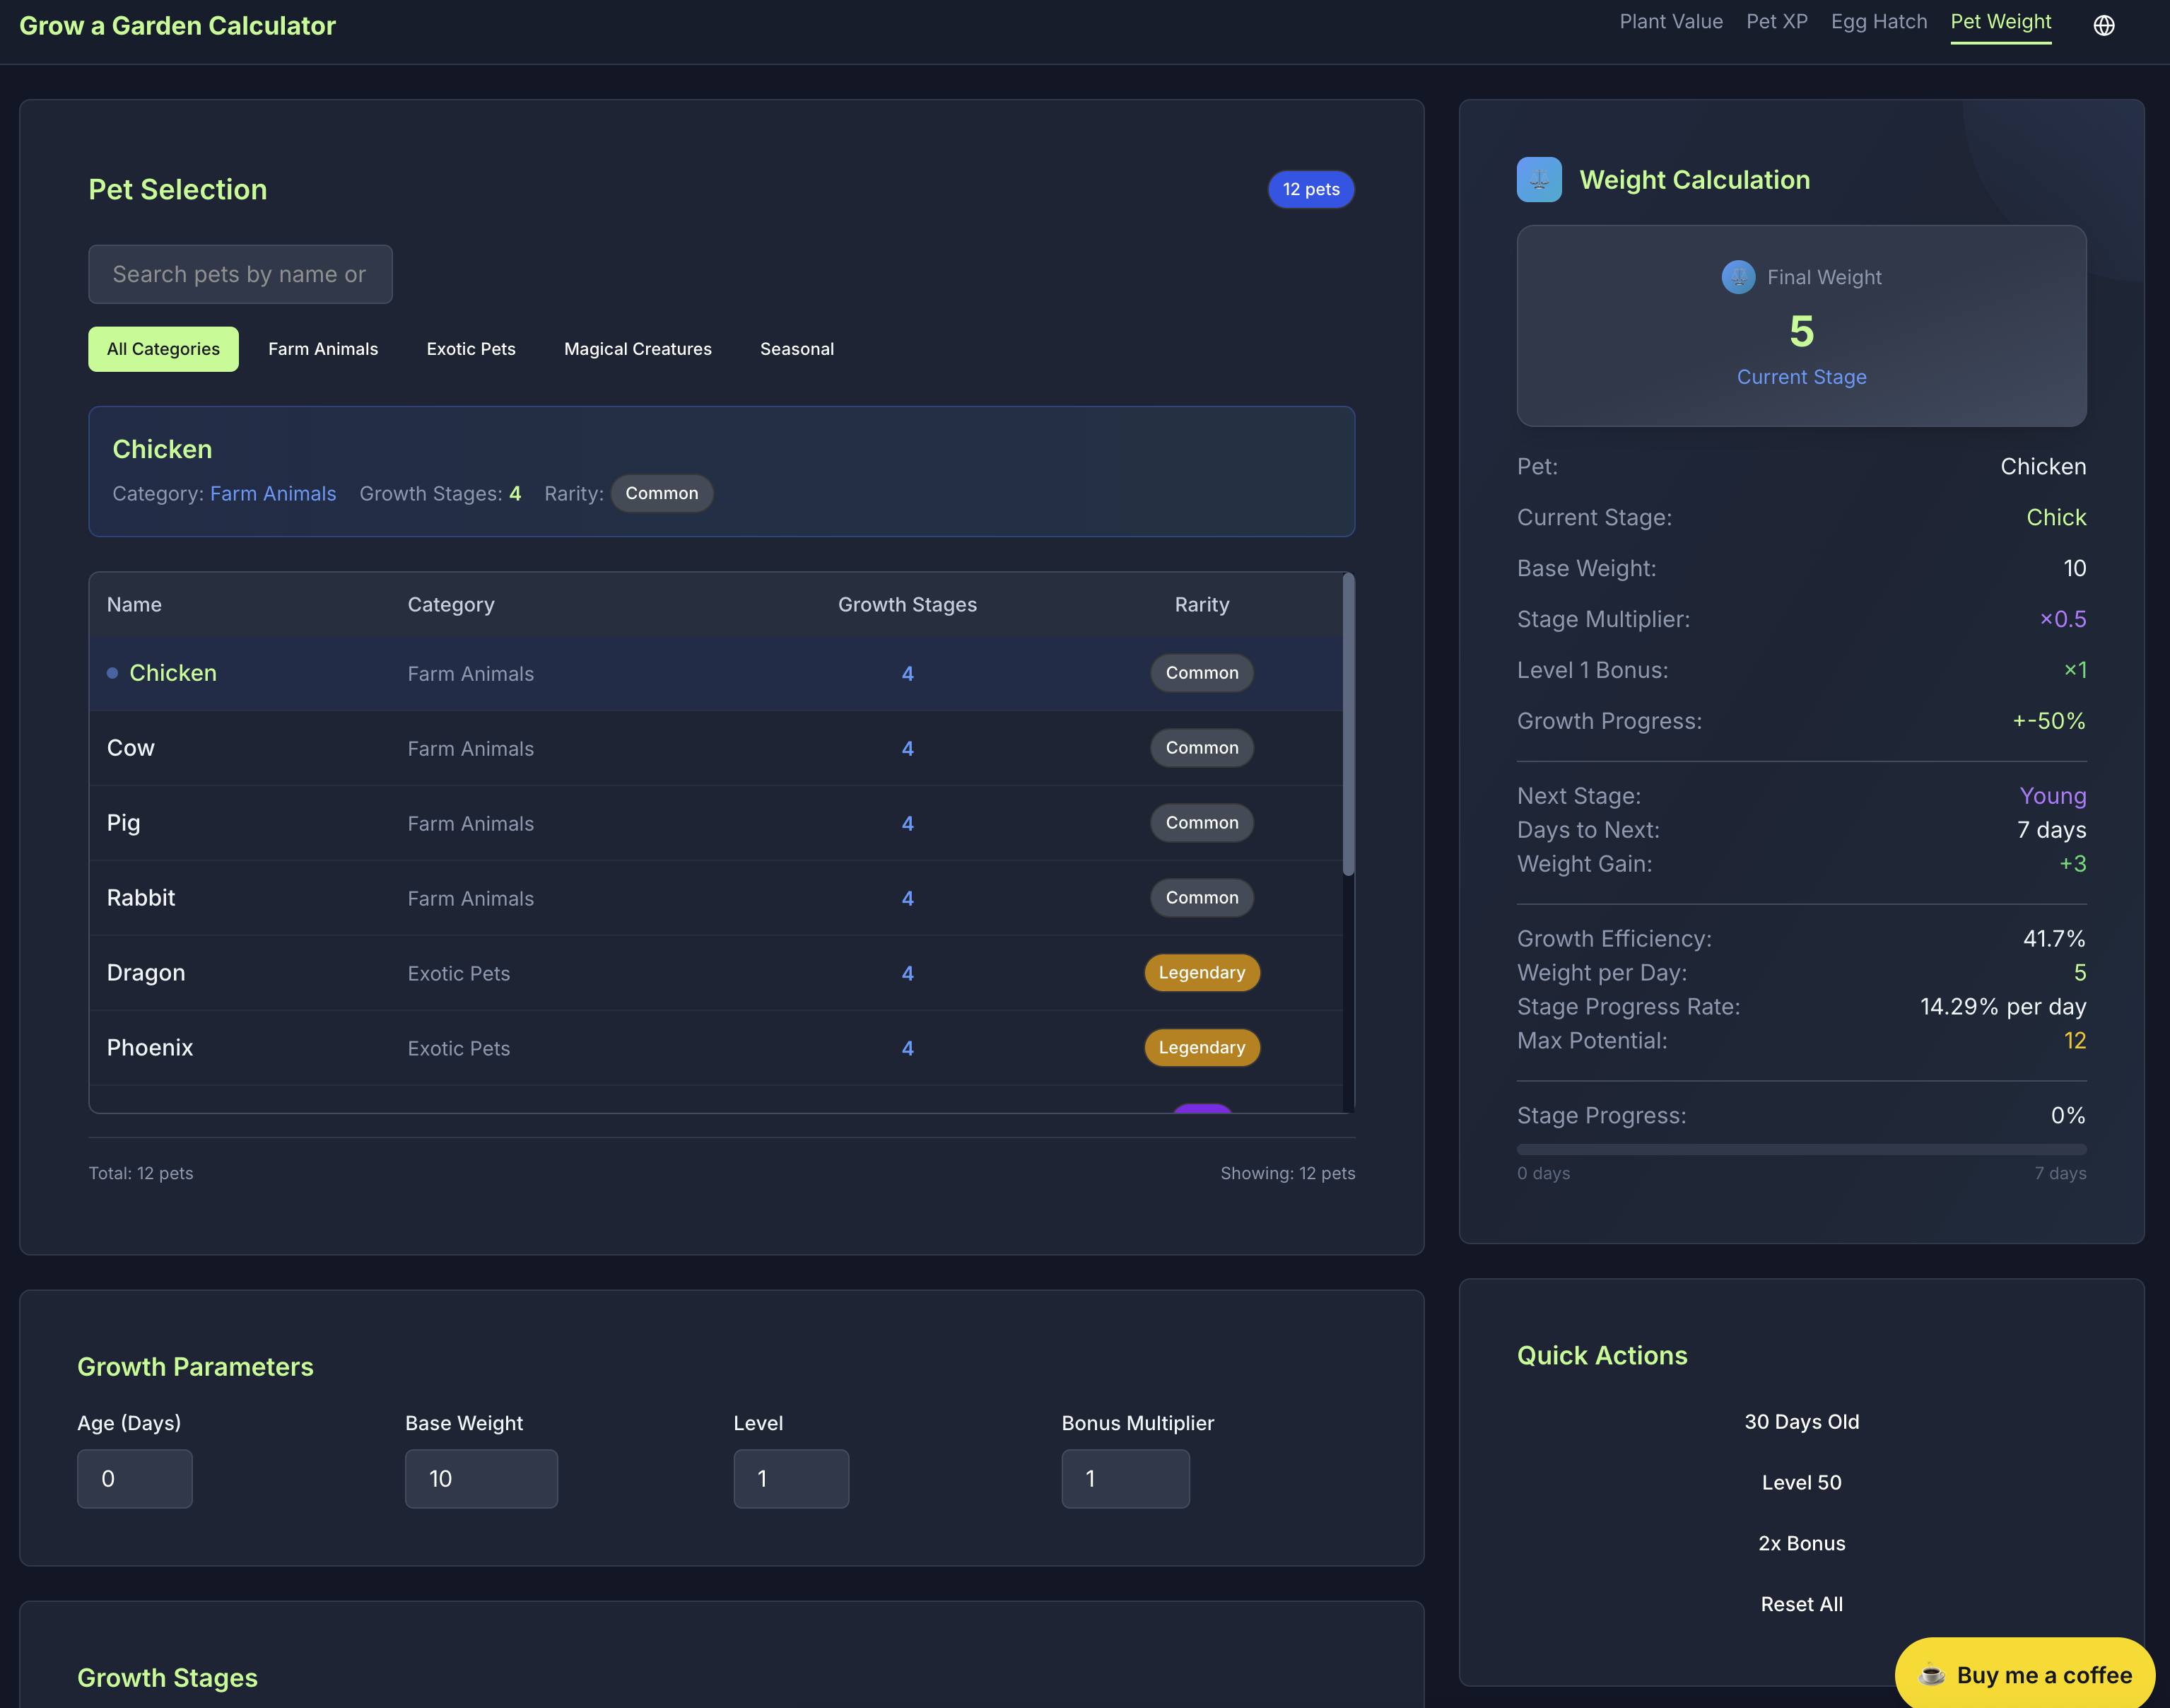 Grow a Garden Calculator
Plant Value Pet XP Egg Hatch Pet Weight
Pet Selection
12 pets
Search pets by name or
All Categories Farm Animals Exotic Pets Magical Creatures Seasonal
Chicken
Category: Farm Animals Growth Stages: 4 Rarity: Common
Name Category Growth Stages Rarity
Chicken Farm Animals 4 Common
Cow Farm Animals 4 Common
Pig Farm Animals 4 Common
Rabbit Farm Animals 4 Common
Dragon Exotic Pets 4 Legendary
Phoenix Exotic Pets 4 Legendary
Total: 12 pets Showing: 12 pets
Growth Parameters
Age (Days) Base Weight Level Bonus Multiplier
0 10 1 1
Growth Stages
Weight Calculation
Final Weight
5
Current Stage
Pet: Chicken
Current Stage: Chick
Base Weight: 10
Stage Multiplier: ×0.5
Level 1 Bonus: ×1
Growth Progress: +-50%
Next Stage: Young
Days to Next: 7 days
Weight Gain: +3
Growth Efficiency: 41.7%
Weight per Day: 5
Stage Progress Rate: 14.29% per day
Max Potential: 12
Stage Progress: 0%
0 days 7 days
Quick Actions
30 Days Old
Level 50
2x Bonus
Reset All
Buy me a coffee